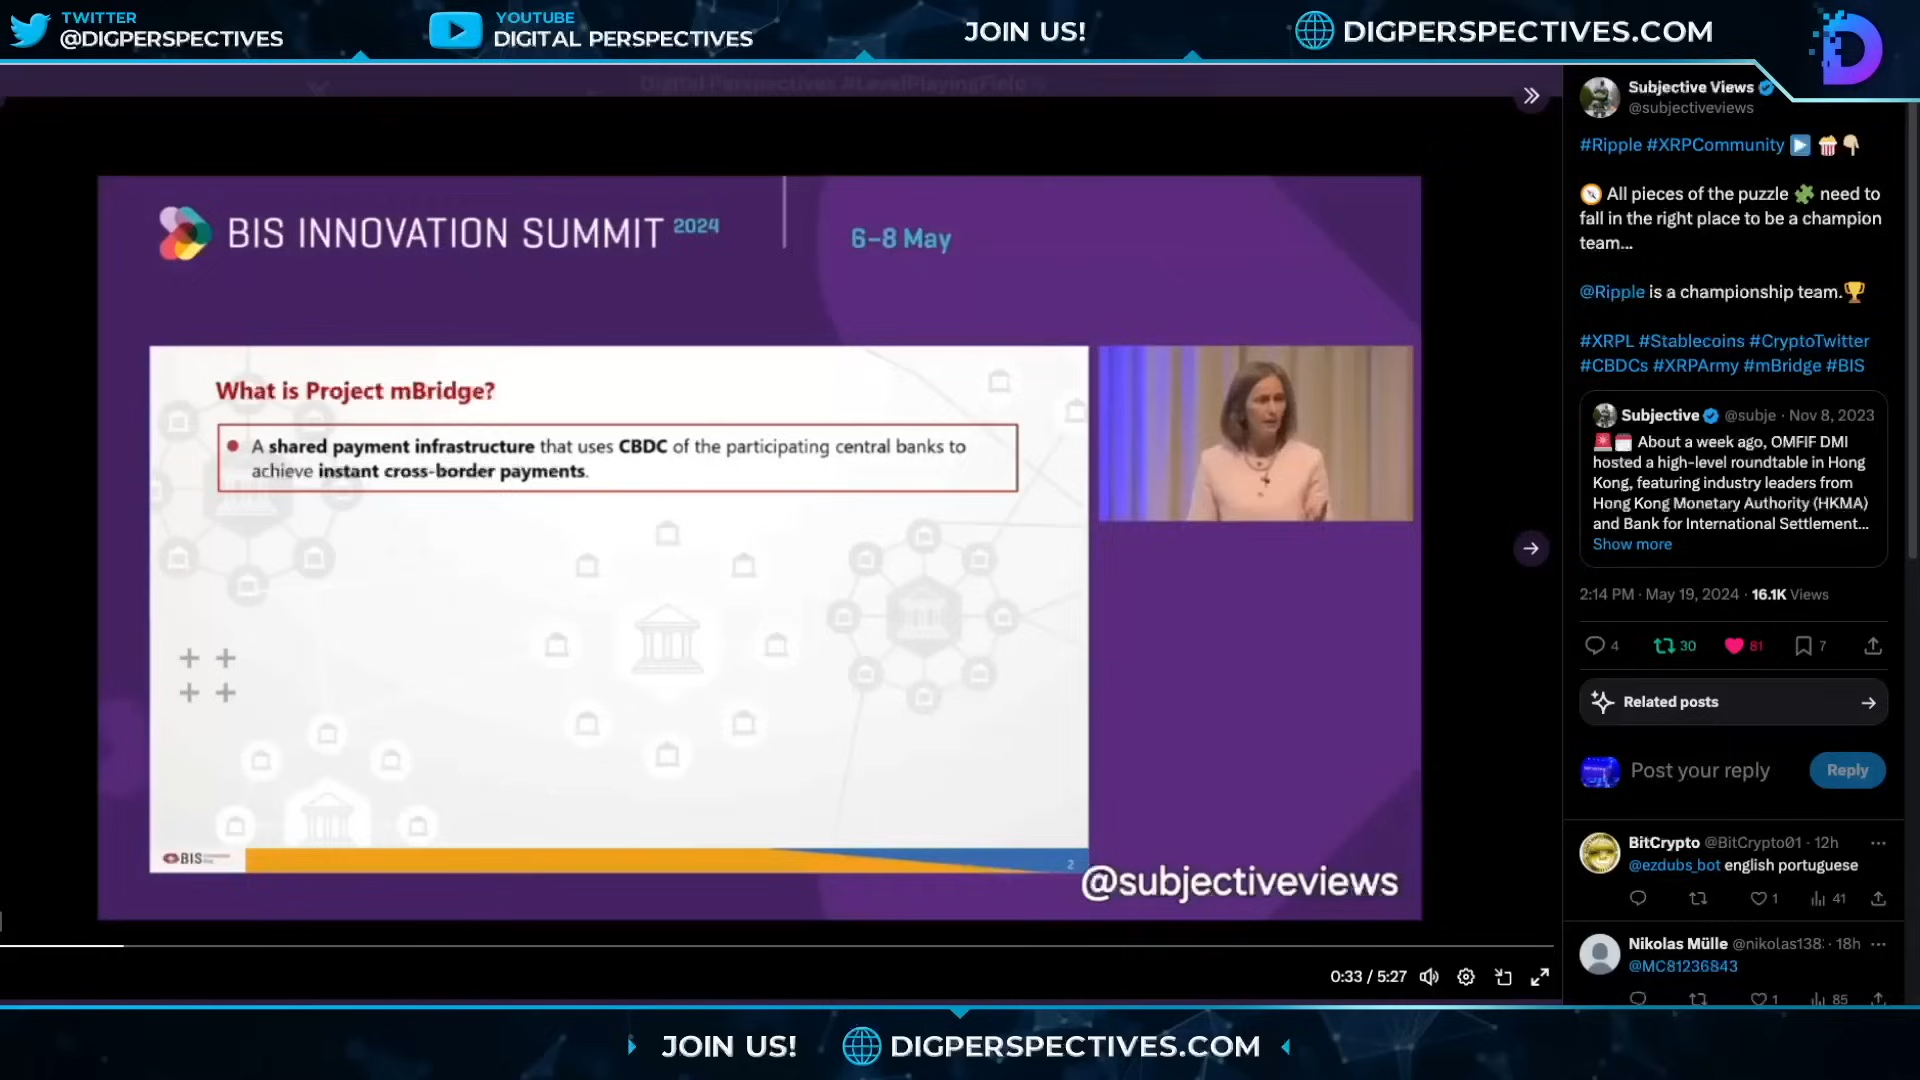 TWITTER
@DIGPERSPECTIVES
YOUTUBE
DIGITAL PERSPECTIVES
JOIN US!
DIGPERSPECTIVES.COM
Digital Perspectives #LevelPlayingField
BIS INNOVATION SUMMIT 2024
6–8 May
What is Project mBridge?
A shared payment infrastructure that uses CBDC of the participating central banks to
achieve instant cross-border payments.
BIS
2
@subjectiveviews
0:33 / 5:27
Subjective Views
@subjectiveviews
#Ripple #XRPCommunity
All pieces of the puzzle need to
fall in the right place to be a champion
team...
@Ripple is a championship team.
#XRPL #Stablecoins #CryptoTwitter
#CBDCs #XRPArmy #mBridge #BIS
Subjective @subje · Nov 8, 2023
About a week ago, OMFIF DMI
hosted a high-level roundtable in Hong
Kong, featuring industry leaders from
Hong Kong Monetary Authority (HKMA)
and Bank for International Settlement...
Show more
2:14 PM · May 19, 2024 · 16.1K Views
4 30 81 7
Related posts
Post your reply
Reply
BitCrypto @BitCrypto01 · 12h
@ezdubs_bot english portuguese
1 41
Nikolas Mülle @nikolas138: · 18h
@MC81236843
1 85
JOIN US!
DIGPERSPECTIVES.COM